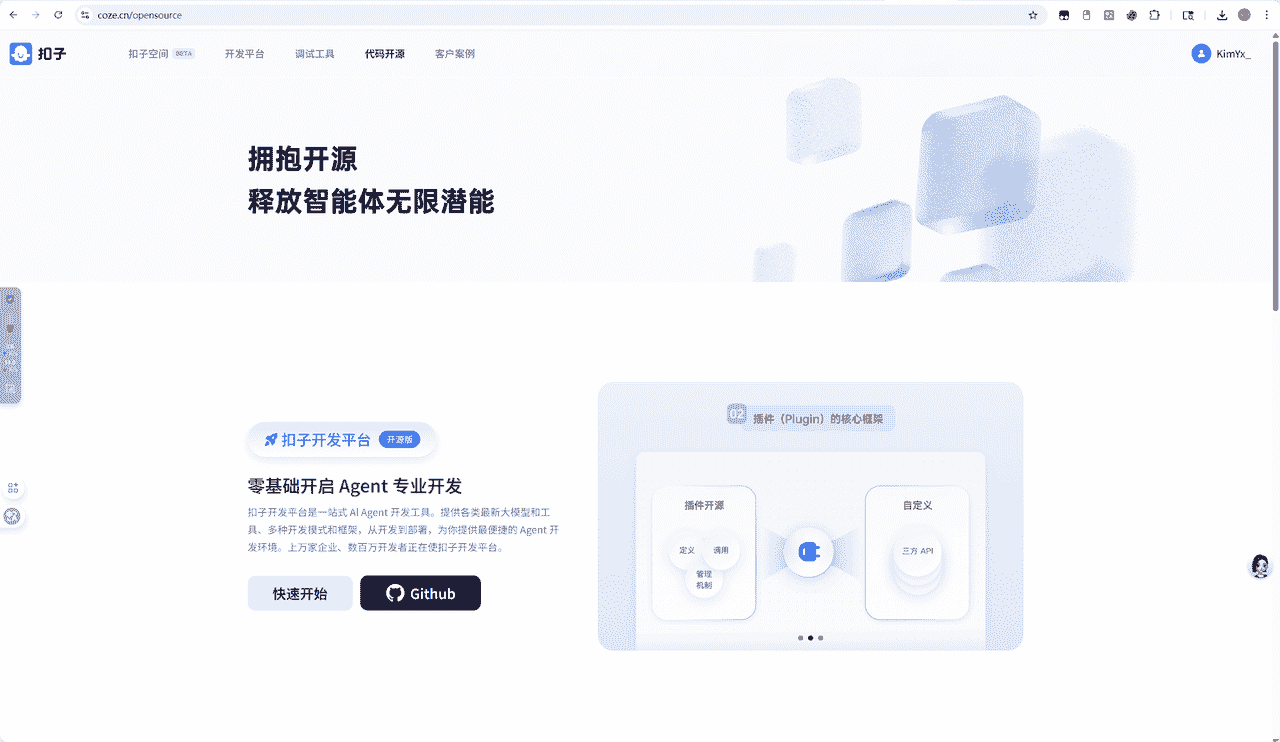 coze.cn/opensource
扣子
扣子空间 BETA
开发平台
调试工具
代码开源
客户案例
KimYx_
拥抱开源
释放智能体无限潜能
扣子开发平台 开源版
零基础开启 Agent 专业开发
扣子开发平台是一站式 AI Agent 开发工具。提供各类最新大模型和工
具、多种开发模式和框架，从开发到部署，为你提供最便捷的 Agent 开
发环境。上万家企业、数百万开发者正在使扣子开发平台。
快速开始
Github
02 插件（Plugin）的核心框架
插件开源
定义
调用
管理
机制
自定义
三方 API